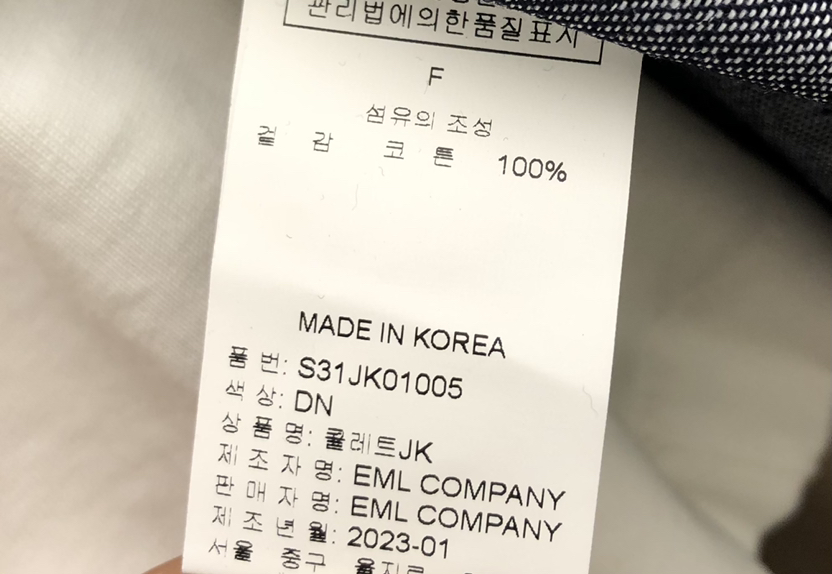 관리법에의한품질표시
F
섬유의 조성
겉 감 코 튼 100%
MADE IN KOREA
품 번: S31JK01005
색 상: DN
상 품 명: 쿨레트JK
제 조 자 명: EML COMPANY
판 매 자 명: EML COMPANY
제 조 년 월: 2023-01
서울 중구 을지로